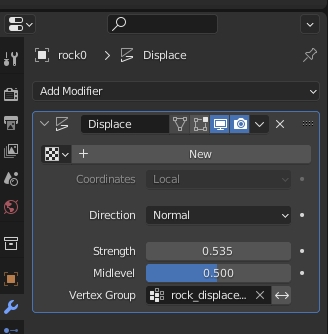 rock0 > Displace
Add Modifier
Displace
+ New
Coordinates Local
Direction Normal
Strength 0.535
Midlevel 0.500
Vertex Group rock_displace...